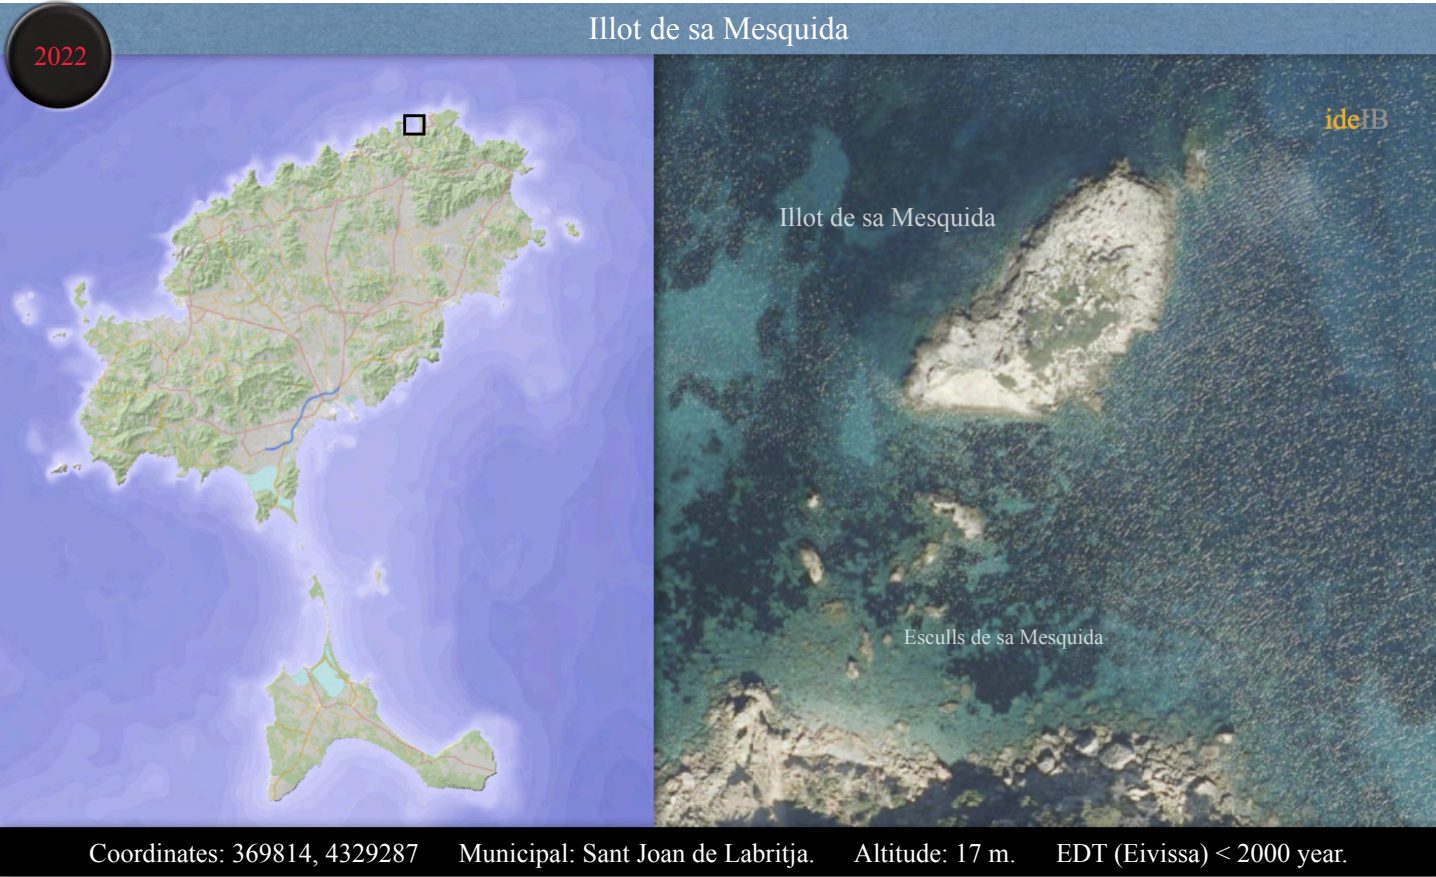 Illot de sa Mesquida
2022
ideIB
Illot de sa Mesquida
Esculls de sa Mesquida
Coordinates: 369814, 4329287 Municipal: Sant Joan de Labritja. Altitude: 17 m. EDT (Eivissa) < 2000 year.